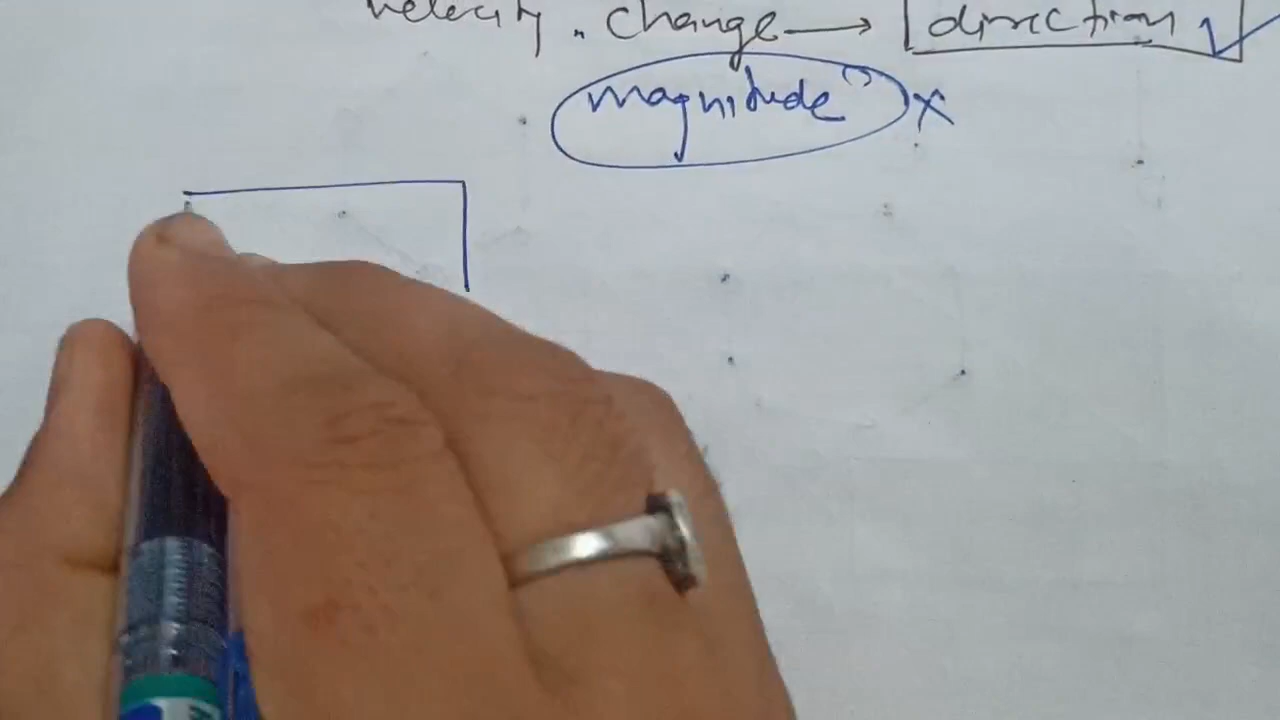 velocity. change → direction ✓
magnitude" x